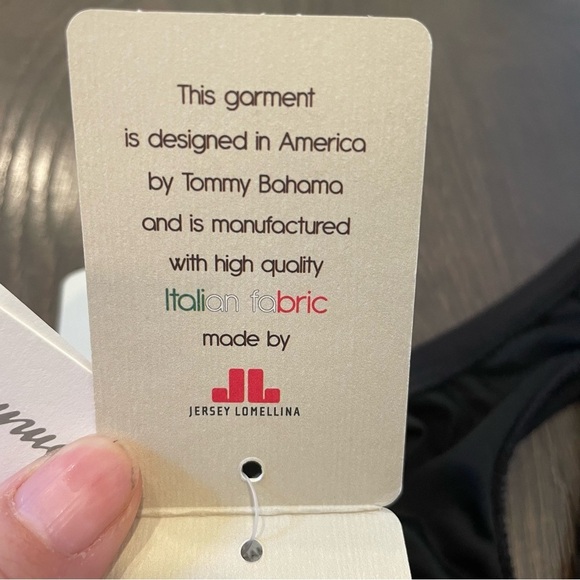 This garment
is designed in America
by Tommy Bahama
and is manufactured
with high quality
Italian fabric
made by
JL
JERSEY LOMELLINA